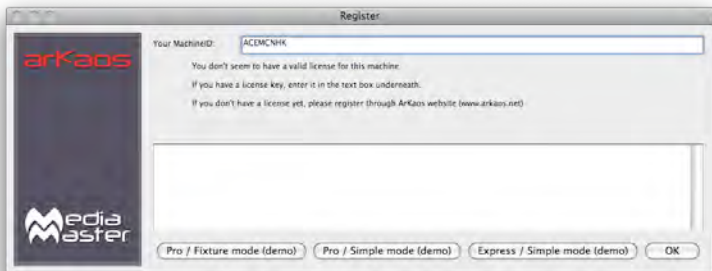 Register
arKaos
Your MachineID: ACEMCNHK
You don't seem to have a valid license for this machine.
If you have a license key, enter it in the text box underneath.
If you don't have a license yet, please register through ArKaos website (www.arkaos.net)
Media
Master
Pro / Fixture mode (demo) Pro / Simple mode (demo) Express / Simple mode (demo) OK